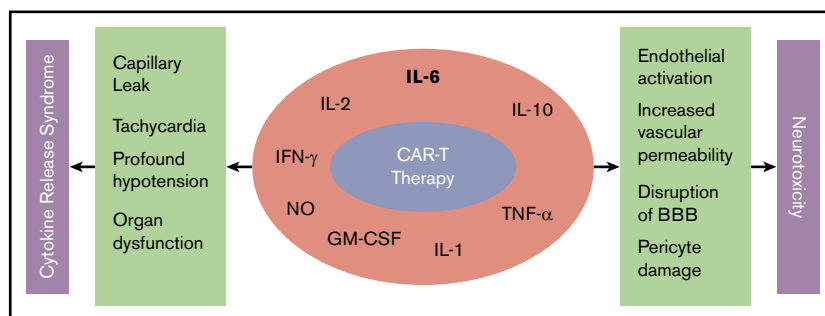 Cytokine Release Syndrome
Capillary
Leak
Tachycardia
Profound
hypotension
Organ
dysfunction
IL-6
IL-2
IL-10
IFN-γ
CAR-T
Therapy
NO
TNF-α
GM-CSF
IL-1
Endothelial
activation
Increased
vascular
permeability
Disruption
of BBB
Pericyte
damage
Neurotoxicity